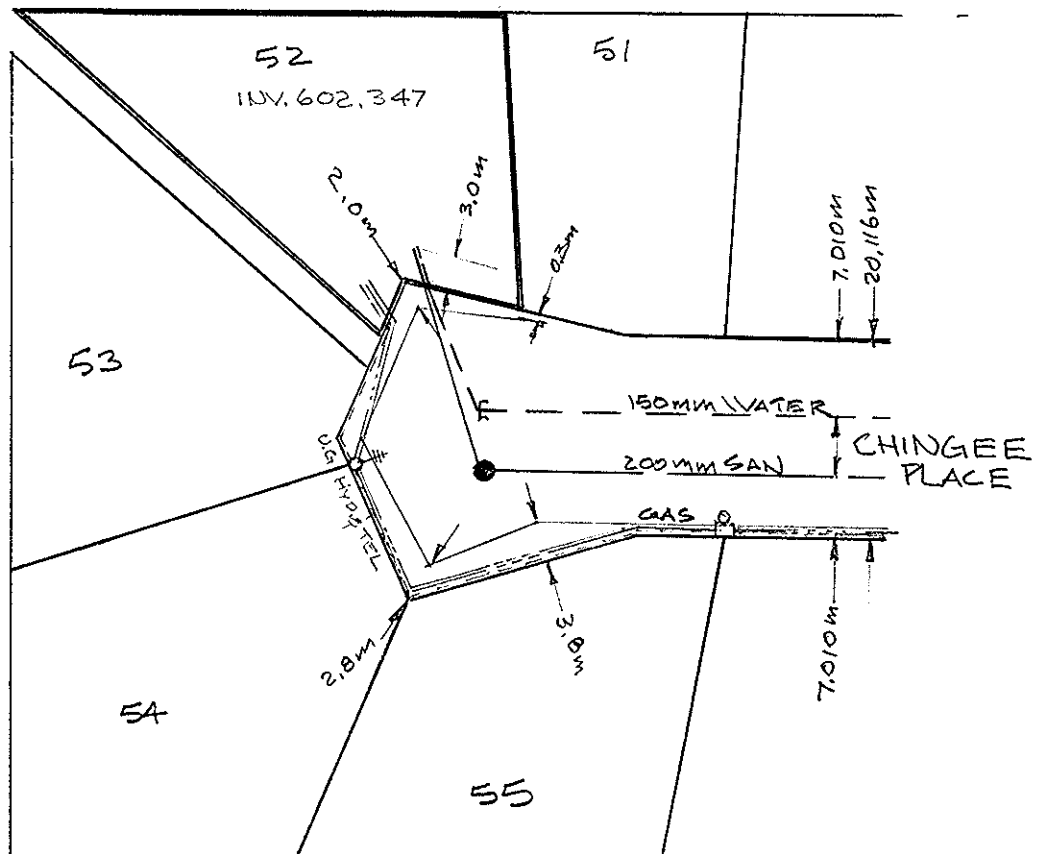 52
INV. 602.347
51
2.0m
3.0m
0.3m
7.010m
20.116m
53
150mm WATER
CHINGEE
PLACE
200mm SAN
U.G
HYD & TEL
GAS
2.8m
3.8m
7.010m
54
55